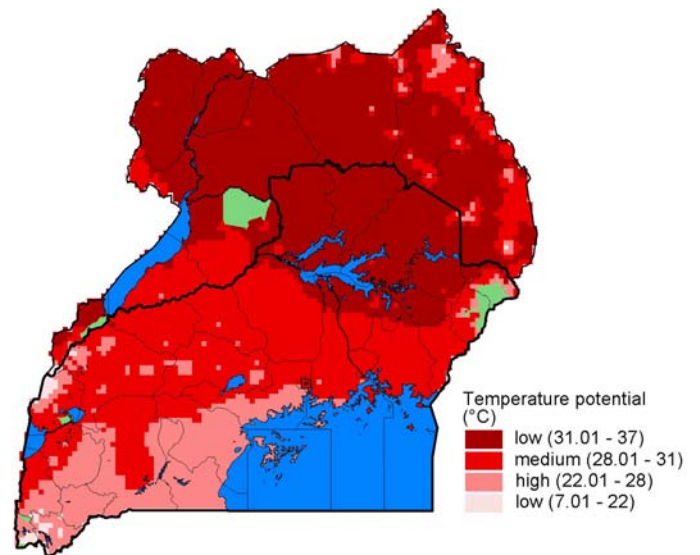 Temperature potential
(°C)
low (31.01 - 37)
medium (28.01 - 31)
high (22.01 - 28)
low (7.01 - 22)